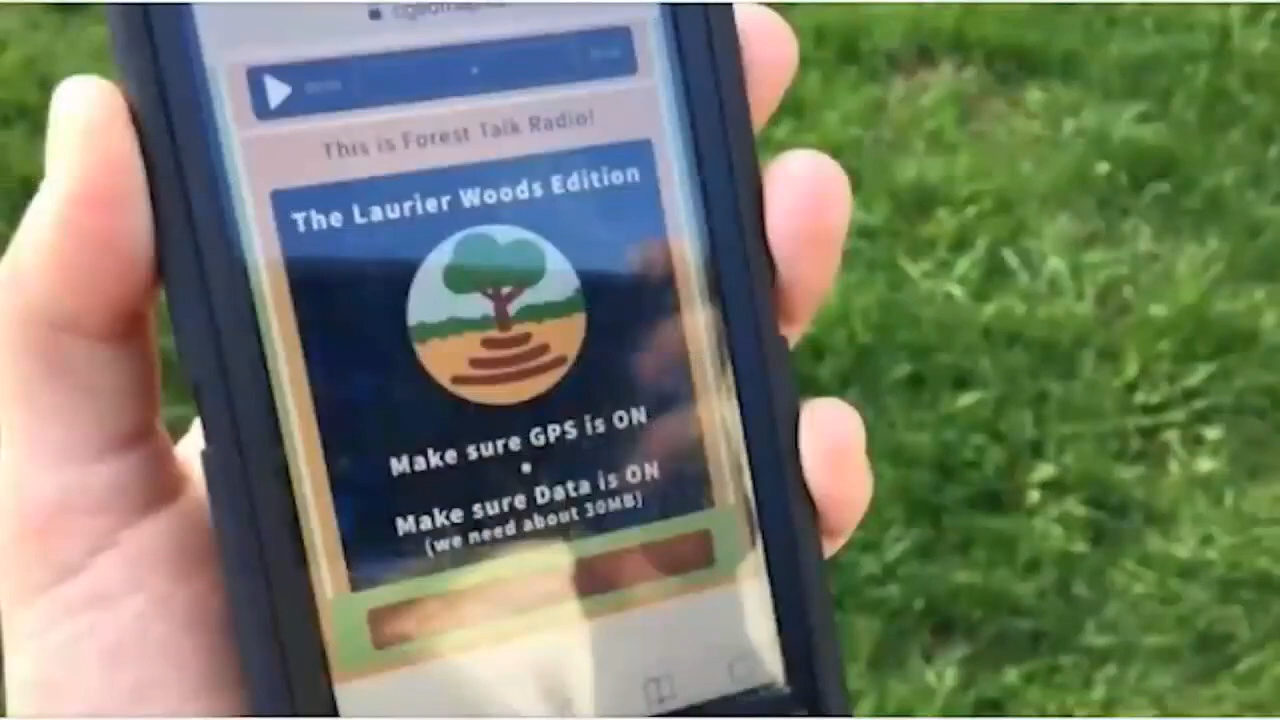 This is Forest Talk Radio!
The Laurier Woods Edition
Make sure GPS is ON
•
Make sure Data is ON
(we need about 30MB)